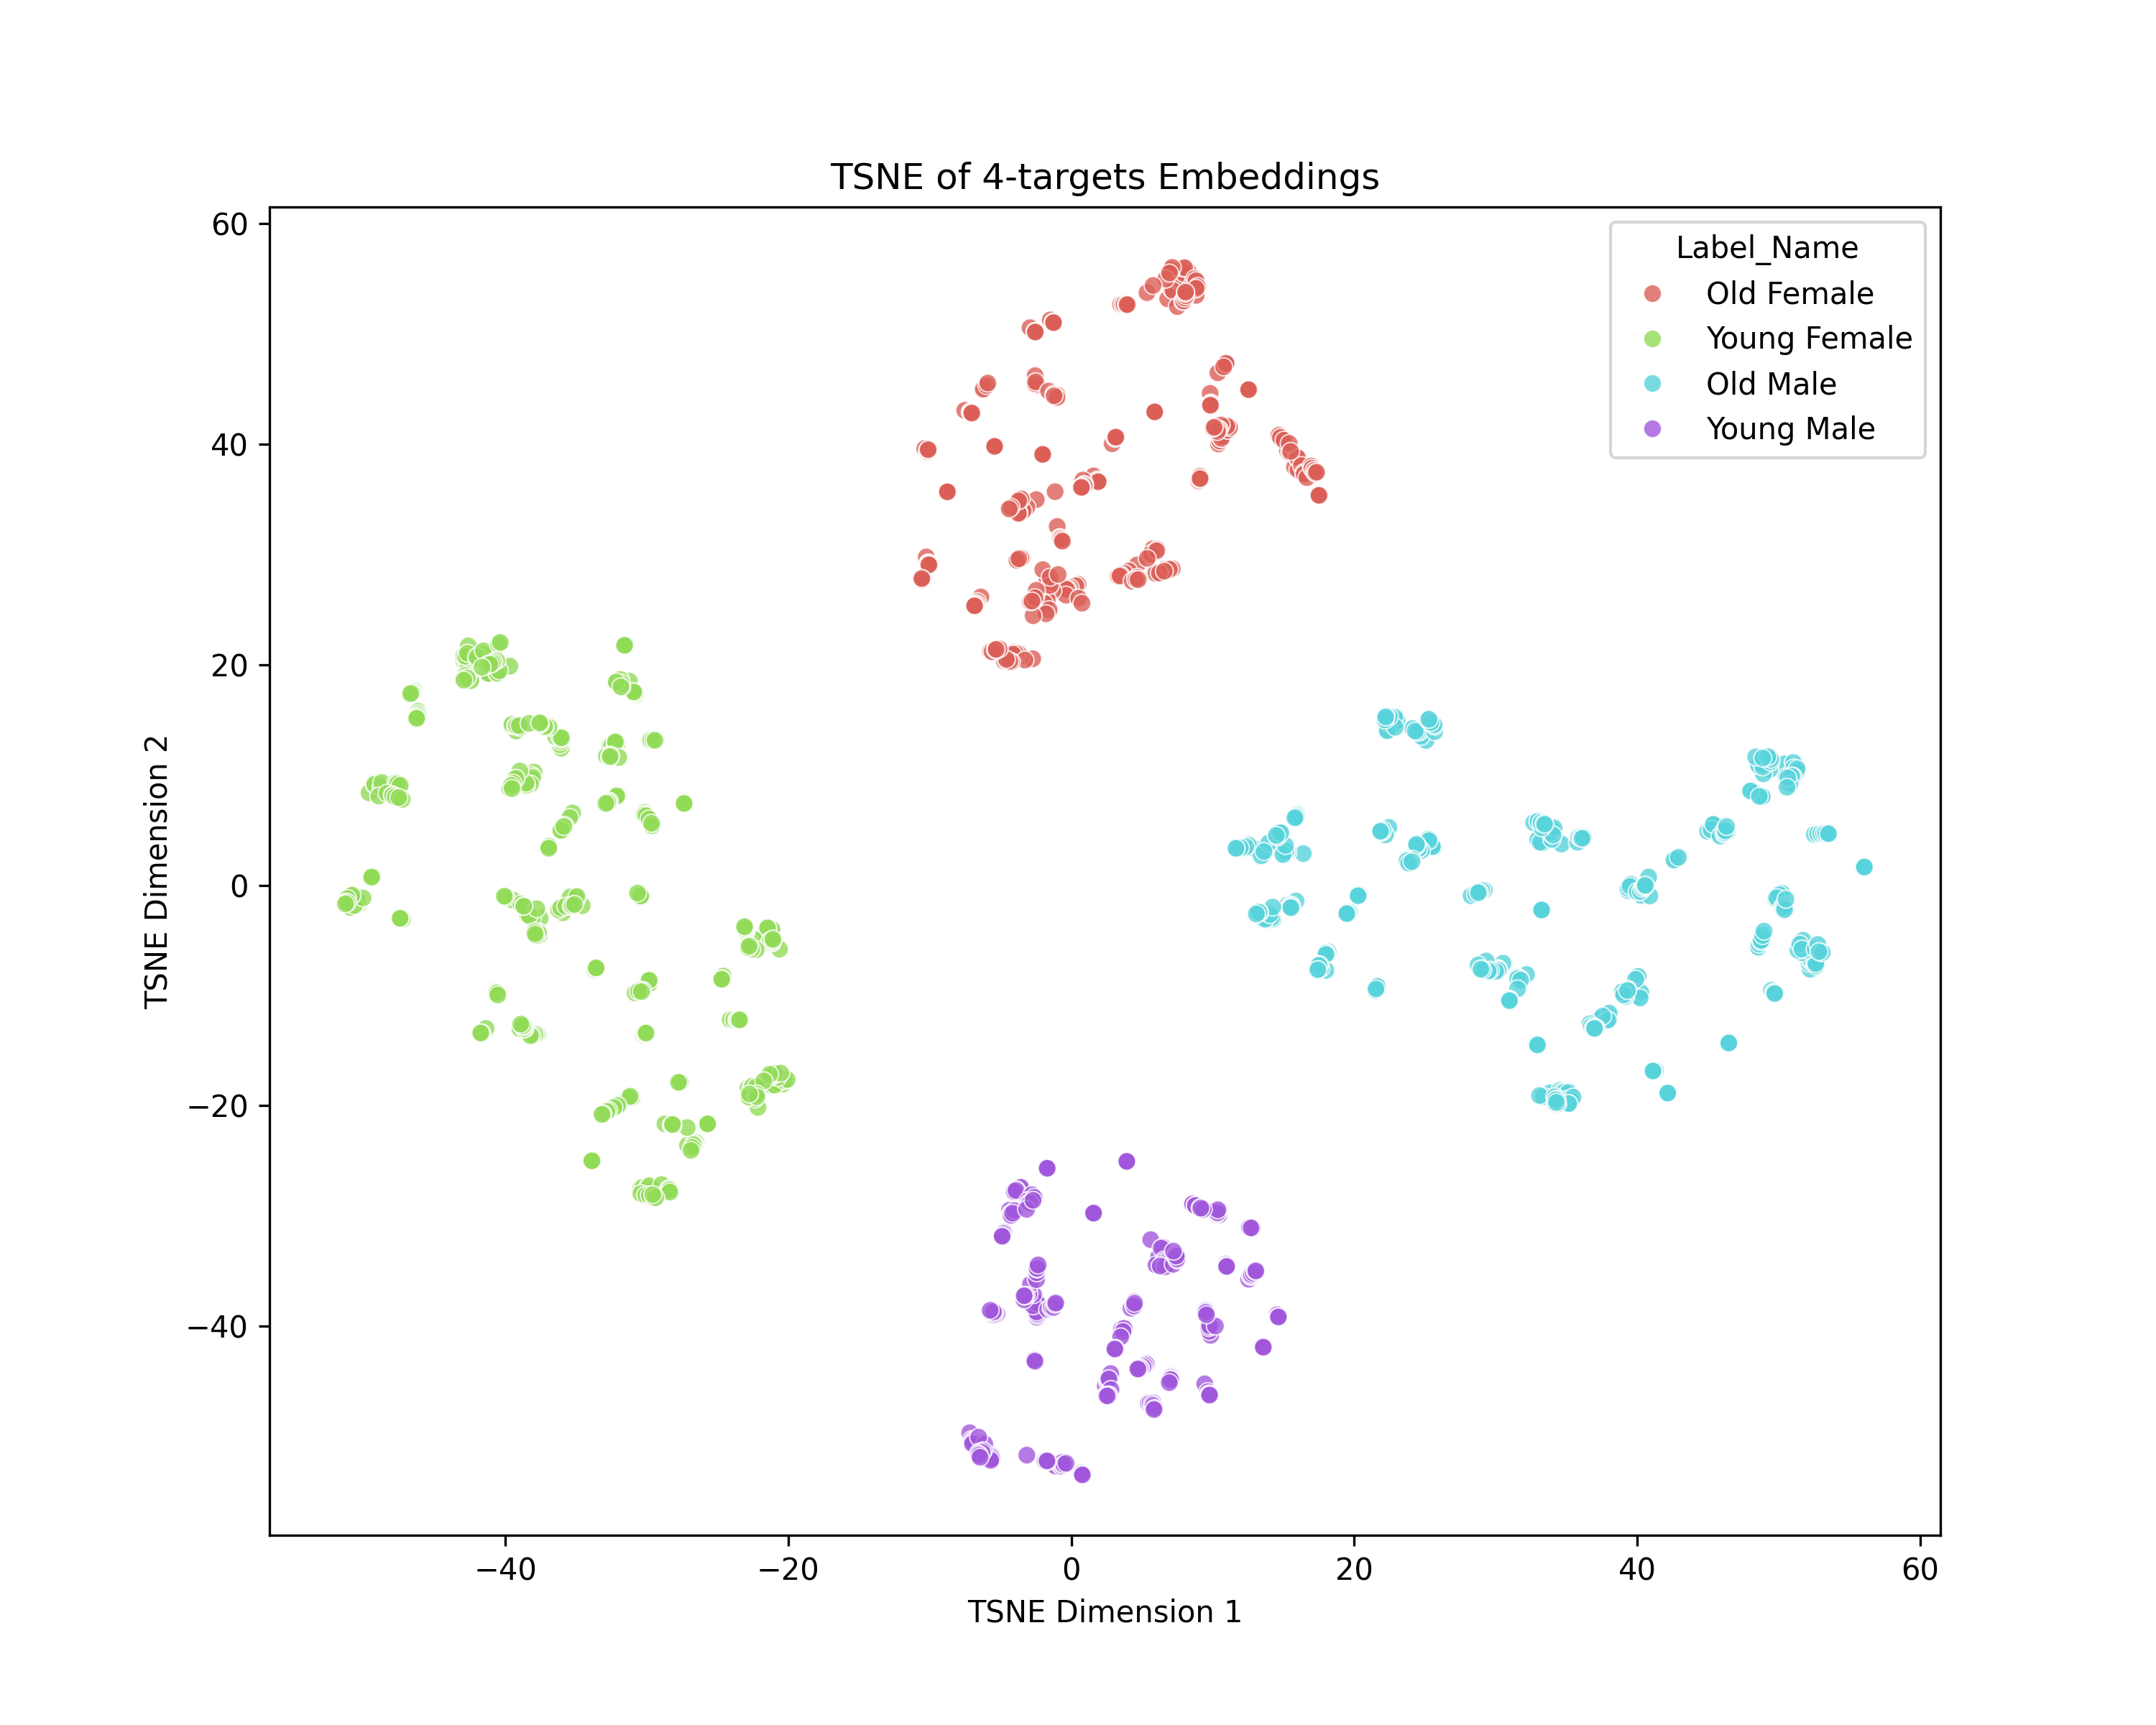 TSNE of 4-targets Embeddings
Label_Name
Old Female
Young Female
Old Male
Young Male
60
40
20
0
−20
−40
TSNE Dimension 2
−40
−20
0
20
40
60
TSNE Dimension 1